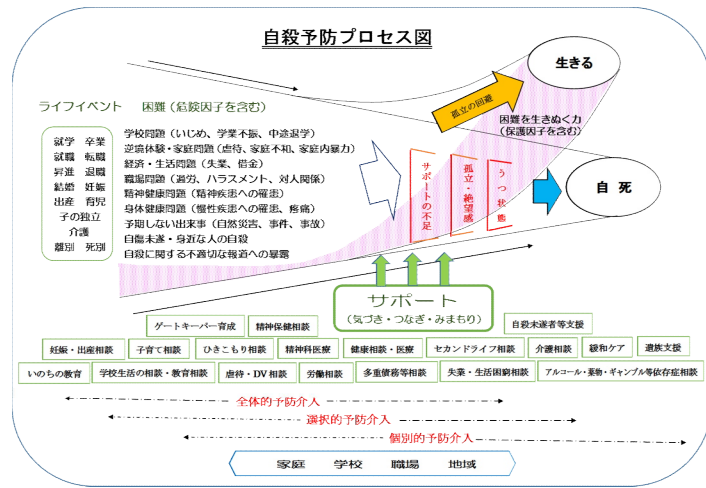 自殺予防プロセス図
生きる
孤立の回避
困難を生きぬく力
(保護因子を含む)
ライフイベント 困難(危険因子を含む)
就学 卒業
就職 転職
昇進 退職
結婚 妊娠
出産 育児
子の独立
介護
離別 死別
学校問題(いじめ、学業不振、中途退学)
逆境体験・家庭問題(虐待、家庭不和、家庭内暴力)
経済・生活問題(失業、借金)
職場問題(過労、ハラスメント、対人関係)
精神健康問題(精神疾患への罹患)
身体健康問題(慢性疾患への罹患、疼痛)
予期しない出来事(自然災害、事件、事故)
自傷未遂・身近な人の自殺
自殺に関する不適切な報道への暴露
サポートの不足
孤立・絶望感
うつ状態
自 死
サポート
(気づき・つなぎ・みまもり)
ゲートキーパー育成 精神保健相談 自殺未遂者等支援
妊娠・出産相談 子育て相談 ひきこもり相談 精神科医療 健康相談・医療 セカンドライフ相談 介護相談 緩和ケア 遺族支援
いのちの教育 学校生活の相談・教育相談 虐待・DV相談 労働相談 多重債務等相談 失業・生活困窮相談 アルコール・薬物・ギャンブル等依存症相談
全体的予防介入
選択的予防介入
個別的予防介入
家庭 学校 職場 地域